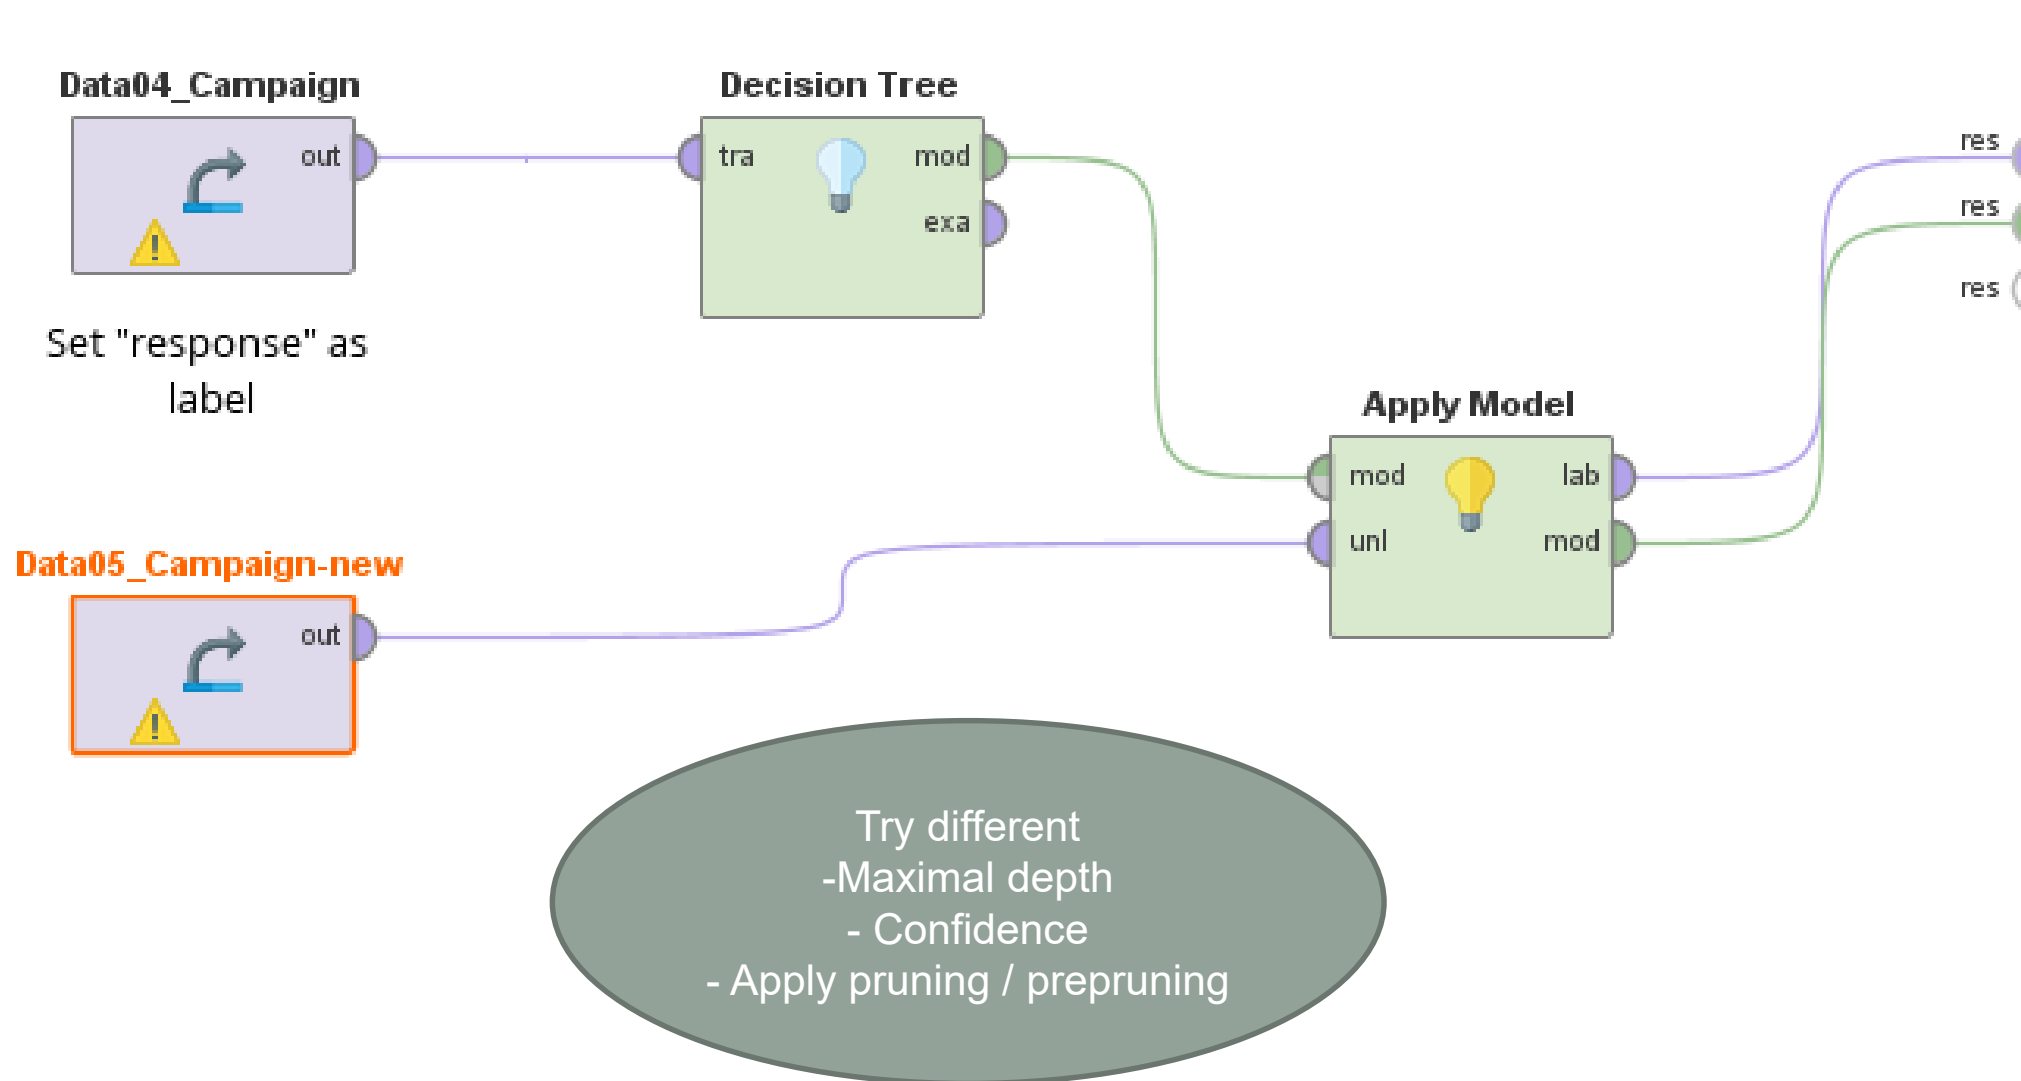 Data04_Campaign
out
Set "response" as
label
Decision Tree
tra
mod
exa
res
res
res
Apply Model
mod
lab
unl
mod
Data05_Campaign-new
out
Try different
-Maximal depth
- Confidence
- Apply pruning / prepruning